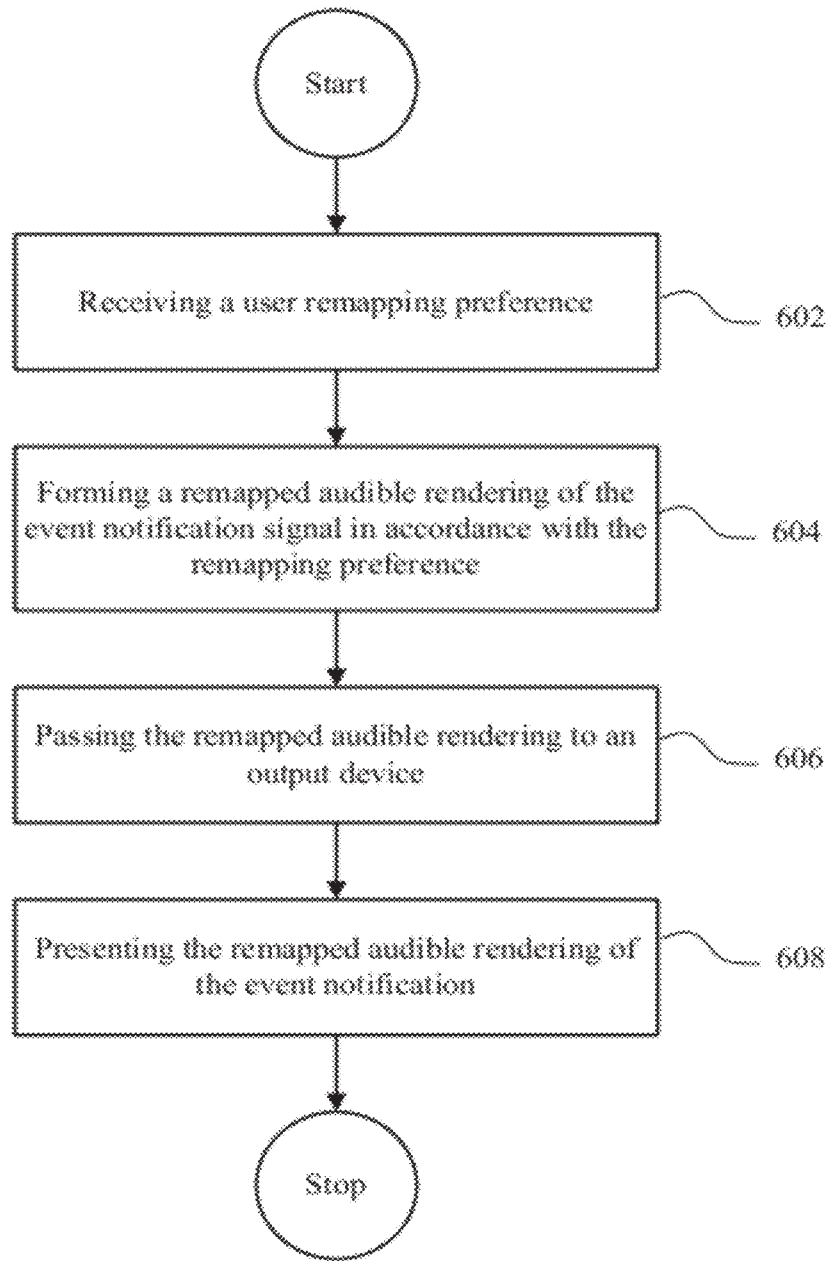 Start
Receiving a user remapping preference
602
Forming a remapped audible rendering of the
event notification signal in accordance with the
remapping preference
604
Passing the remapped audible rendering to an
output device
606
Presenting the remapped audible rendering of
the event notification
608
Stop